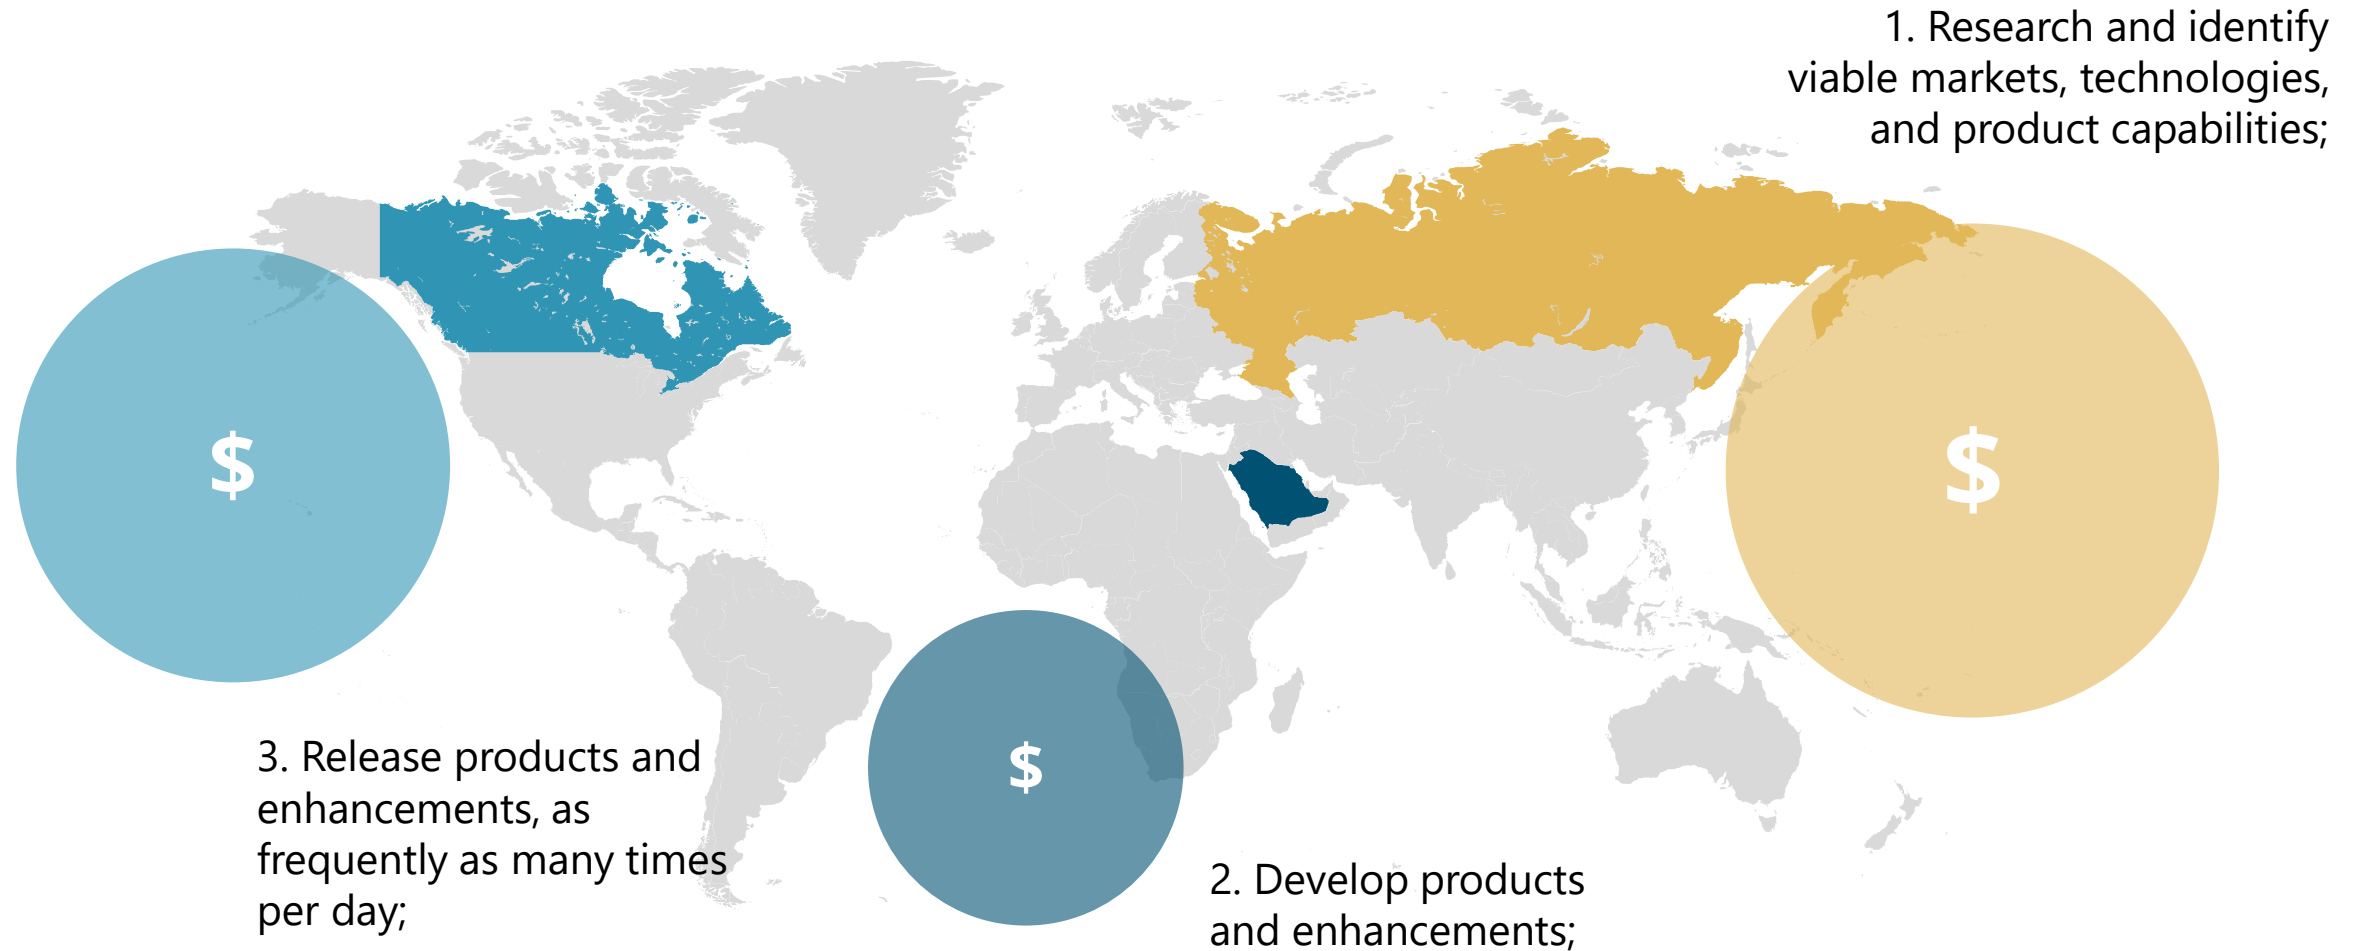 1. Research and identify
viable markets, technologies,
and product capabilities;
$
$
$
3. Release products and
enhancements, as
frequently as many times
per day;
2. Develop products
and enhancements;